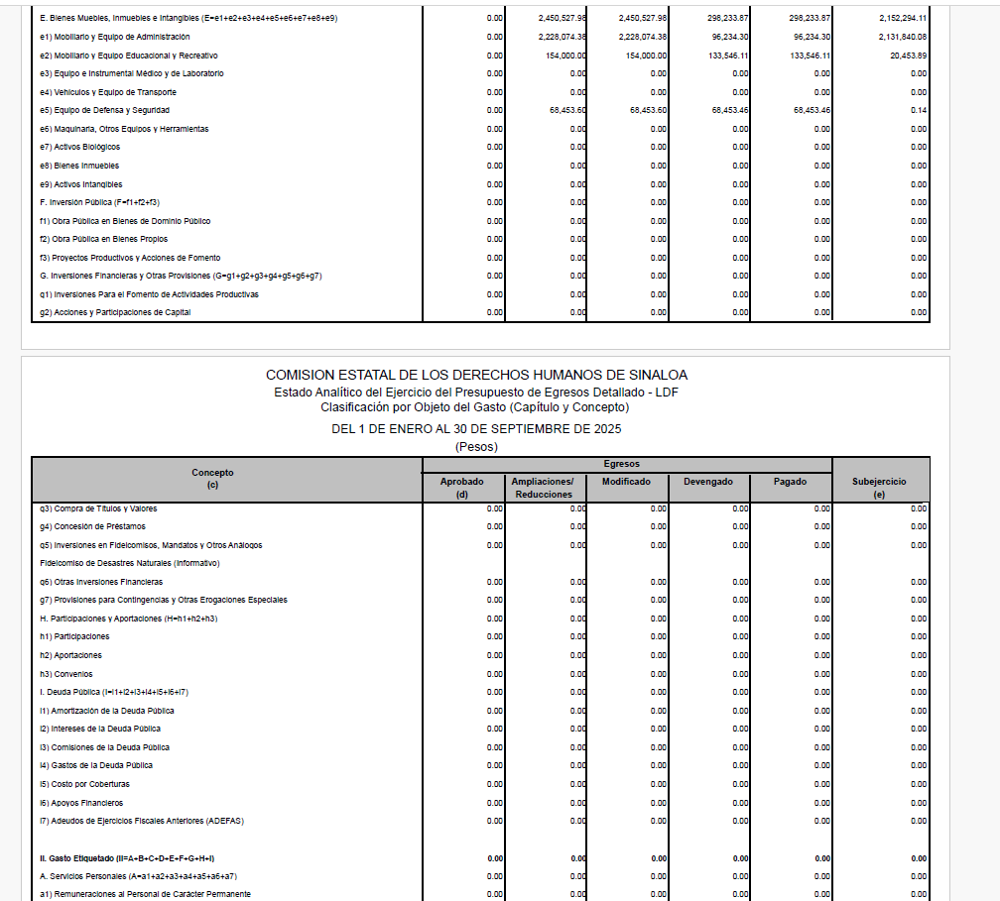 E. Bienes Muebles, Inmuebles e Intangibles (E=e1+e2+e3+e4+e5+e6+e7+e8+e9) 0.00 2,450,527.98 2,450,527.98 298,233.87 298,233.87 2,152,294.11
e1) Mobiliario y Equipo de Administración 0.00 2,228,074.38 2,228,074.38 96,234.30 96,234.30 2,131,840.08
e2) Mobiliario y Equipo Educacional y Recreativo 0.00 154,000.00 154,000.00 133,546.11 133,546.11 20,453.89
e3) Equipo e Instrumental Médico y de Laboratorio 0.00 0.00 0.00 0.00 0.00 0.00
e4) Vehículos y Equipo de Transporte 0.00 0.00 0.00 0.00 0.00 0.00
e5) Equipo de Defensa y Seguridad 0.00 68,453.60 68,453.60 68,453.46 68,453.46 0.14
e6) Maquinaria, Otros Equipos y Herramientas 0.00 0.00 0.00 0.00 0.00 0.00
e7) Activos Biológicos 0.00 0.00 0.00 0.00 0.00 0.00
e8) Bienes Inmuebles 0.00 0.00 0.00 0.00 0.00 0.00
e9) Activos Intangibles 0.00 0.00 0.00 0.00 0.00 0.00
F. Inversión Pública (F=f1+f2+f3) 0.00 0.00 0.00 0.00 0.00 0.00
f1) Obra Pública en Bienes de Dominio Público 0.00 0.00 0.00 0.00 0.00 0.00
f2) Obra Pública en Bienes Propios 0.00 0.00 0.00 0.00 0.00 0.00
f3) Proyectos Productivos y Acciones de Fomento 0.00 0.00 0.00 0.00 0.00 0.00
G. Inversiones Financieras y Otras Provisiones (G=g1+g2+g3+g4+g5+g6+g7) 0.00 0.00 0.00 0.00 0.00 0.00
g1) Inversiones Para el Fomento de Actividades Productivas 0.00 0.00 0.00 0.00 0.00 0.00
g2) Acciones y Participaciones de Capital 0.00 0.00 0.00 0.00 0.00 0.00
COMISION ESTATAL DE LOS DERECHOS HUMANOS DE SINALOA
Estado Analítico del Ejercicio del Presupuesto de Egresos Detallado - LDF
Clasificación por Objeto del Gasto (Capítulo y Concepto)
DEL 1 DE ENERO AL 30 DE SEPTIEMBRE DE 2025
(Pesos)
Egresos
Concepto
(c)
Aprobado
(d)
Ampliaciones/
Reducciones
Modificado
Devengado
Pagado
Subejercicio
(e)
g3) Compra de Títulos y Valores 0.00 0.00 0.00 0.00 0.00 0.00
g4) Concesión de Préstamos 0.00 0.00 0.00 0.00 0.00 0.00
g5) Inversiones en Fideicomisos, Mandatos y Otros Análogos 0.00 0.00 0.00 0.00 0.00 0.00
Fideicomiso de Desastres Naturales (Informativo)
g6) Otras Inversiones Financieras 0.00 0.00 0.00 0.00 0.00 0.00
g7) Provisiones para Contingencias y Otras Erogaciones Especiales 0.00 0.00 0.00 0.00 0.00 0.00
H. Participaciones y Aportaciones (H=h1+h2+h3) 0.00 0.00 0.00 0.00 0.00 0.00
h1) Participaciones 0.00 0.00 0.00 0.00 0.00 0.00
h2) Aportaciones 0.00 0.00 0.00 0.00 0.00 0.00
h3) Convenios 0.00 0.00 0.00 0.00 0.00 0.00
I. Deuda Pública (I=i1+i2+i3+i4+i5+i6+i7) 0.00 0.00 0.00 0.00 0.00 0.00
i1) Amortización de la Deuda Pública 0.00 0.00 0.00 0.00 0.00 0.00
i2) Intereses de la Deuda Pública 0.00 0.00 0.00 0.00 0.00 0.00
i3) Comisiones de la Deuda Pública 0.00 0.00 0.00 0.00 0.00 0.00
i4) Gastos de la Deuda Pública 0.00 0.00 0.00 0.00 0.00 0.00
i5) Costo por Coberturas 0.00 0.00 0.00 0.00 0.00 0.00
i6) Apoyos Financieros 0.00 0.00 0.00 0.00 0.00 0.00
i7) Adeudos de Ejercicios Fiscales Anteriores (ADEFAS) 0.00 0.00 0.00 0.00 0.00 0.00
II. Gasto Etiquetado (II=A+B+C+D+E+F+G+H+I) 0.00 0.00 0.00 0.00 0.00 0.00
A. Servicios Personales (A=a1+a2+a3+a4+a5+a6+a7) 0.00 0.00 0.00 0.00 0.00 0.00
a1) Remuneraciones al Personal de Carácter Permanente 0.00 0.00 0.00 0.00 0.00 0.00